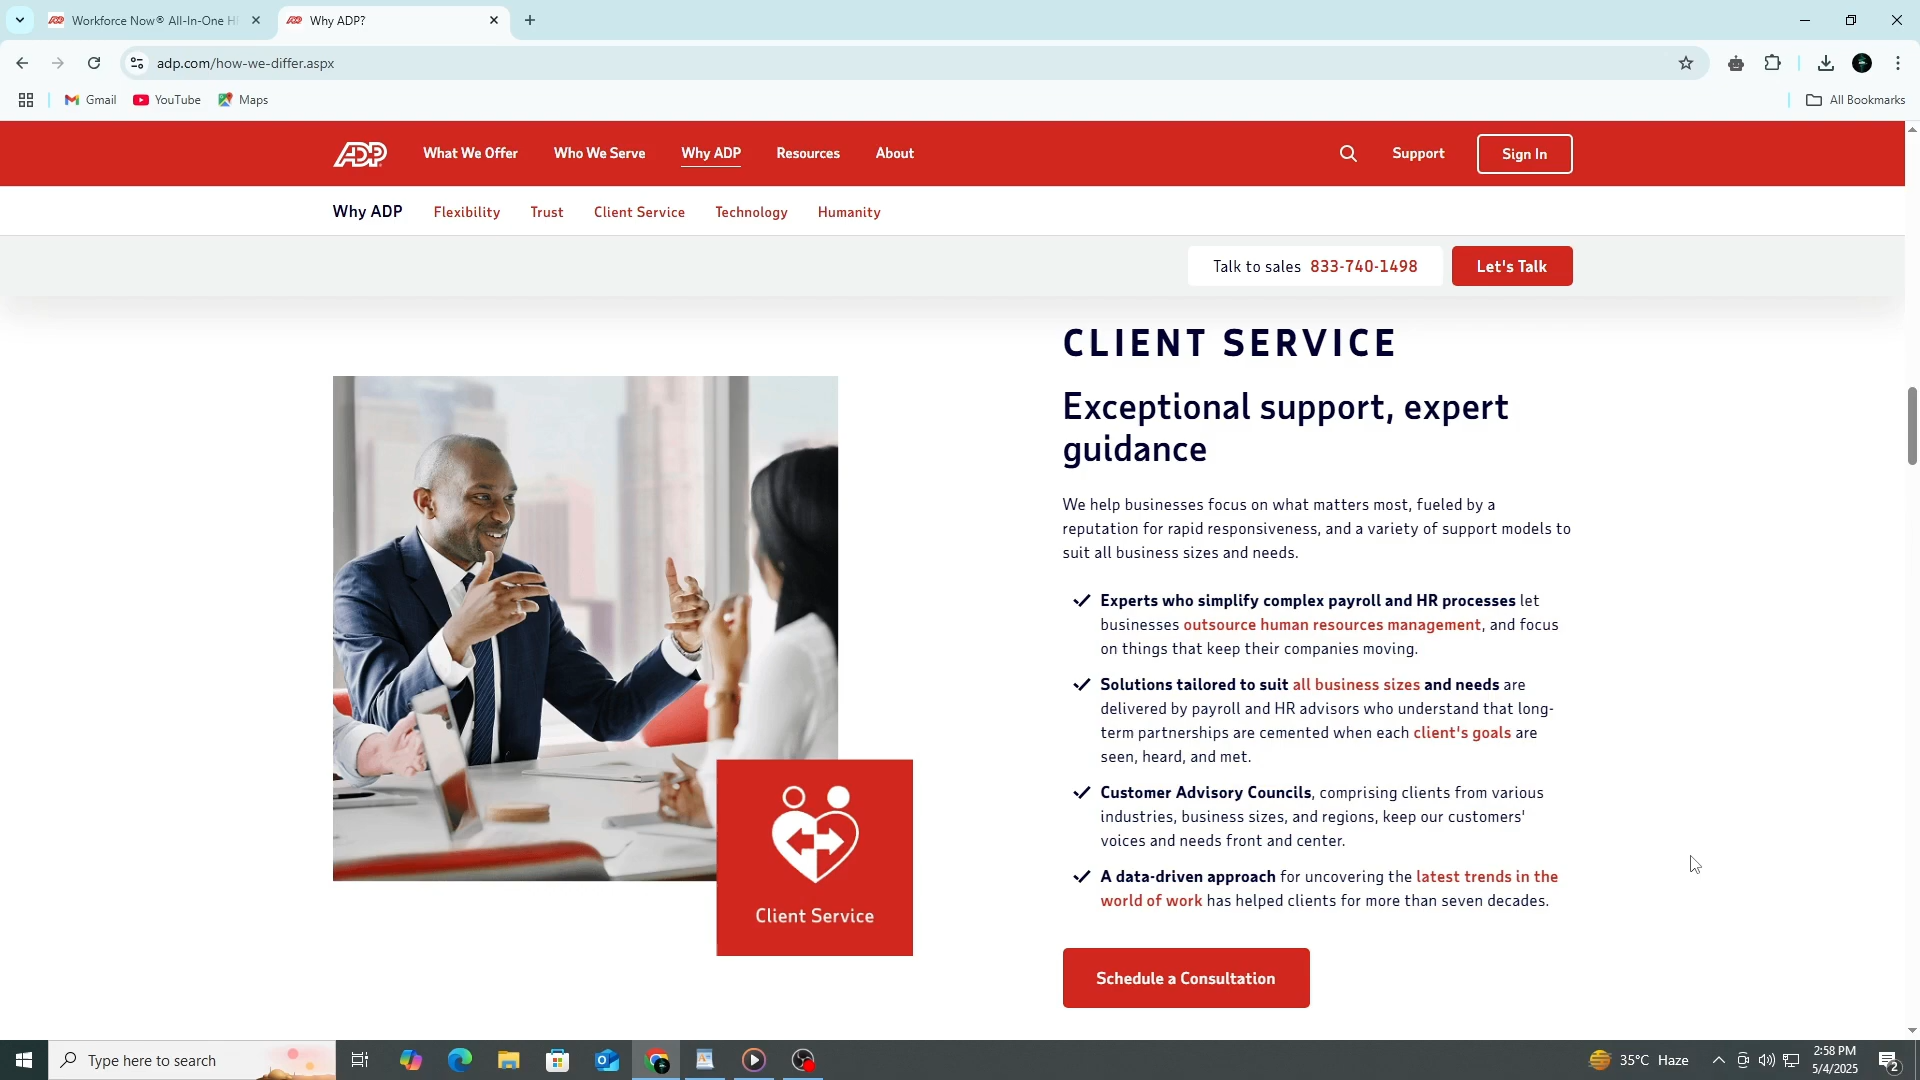 Workforce Now® All-In-One H
Why ADP?
adp.com/how-we-differ.aspx
Gmail
YouTube
Maps
All Bookmarks
ADP
What We Offer
Who We Serve
Why ADP
Resources
About
Support
Sign In
Why ADP
Flexibility
Trust
Client Service
Technology
Humanity
Talk to sales 833-740-1498
Let's Talk
CLIENT SERVICE
Exceptional support, expert
guidance
We help businesses focus on what matters most, fueled by a
reputation for rapid responsiveness, and a variety of support models to
suit all business sizes and needs.
Experts who simplify complex payroll and HR processes let
businesses outsource human resources management, and focus
on things that keep their companies moving.
Solutions tailored to suit all business sizes and needs are
delivered by payroll and HR advisors who understand that long-
term partnerships are cemented when each client's goals are
seen, heard, and met.
Customer Advisory Councils, comprising clients from various
industries, business sizes, and regions, keep our customers'
voices and needs front and center.
A data-driven approach for uncovering the latest trends in the
world of work has helped clients for more than seven decades.
Schedule a Consultation
Client Service
Type here to search
35°C Haze
2:58 PM
5/4/2025
2